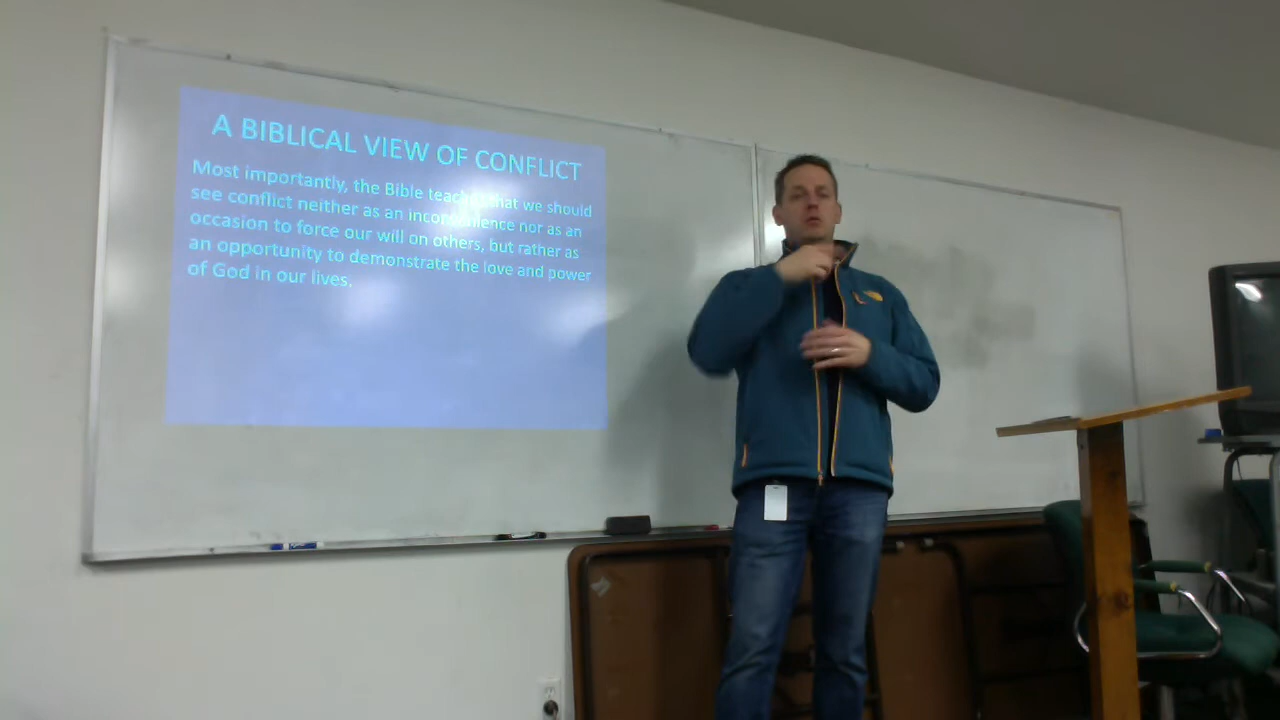 A BIBLICAL VIEW OF CONFLICT
Most importantly, the Bible teaches that we should
see conflict neither as an inconvenience nor as an
occasion to force our will on others, but rather as
an opportunity to demonstrate the love and power
of God in our lives.